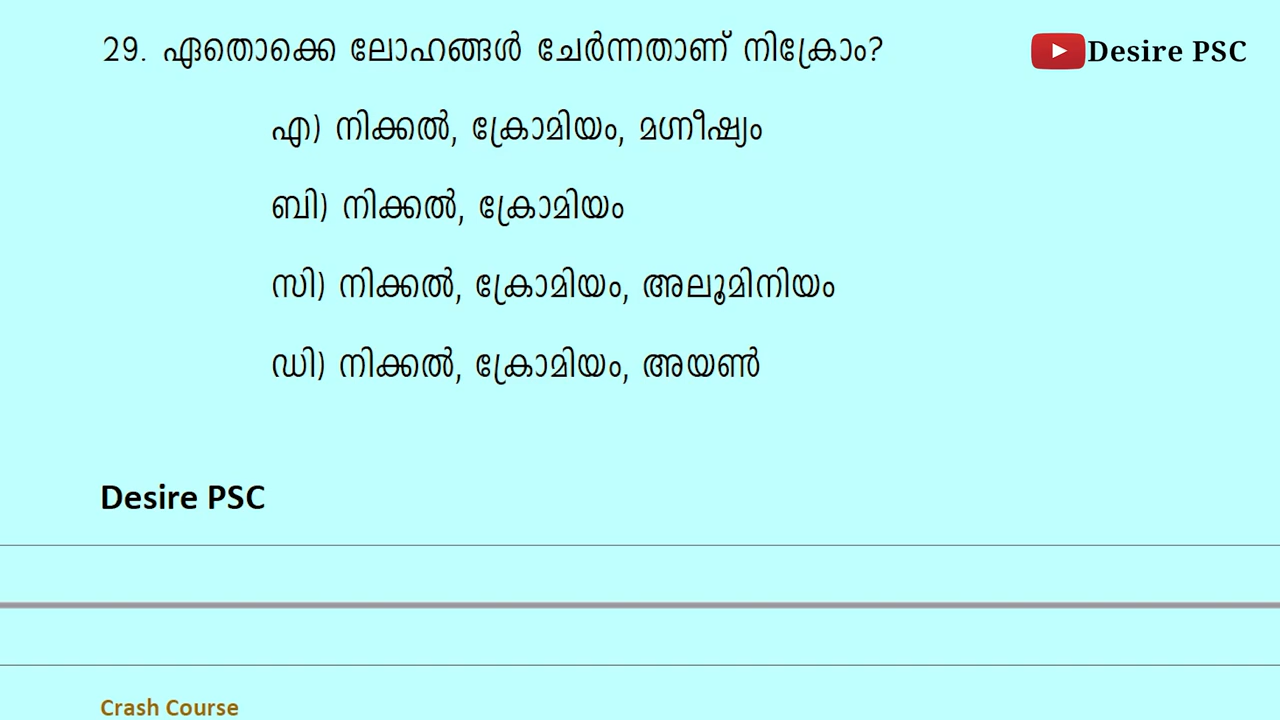 29. ഏതൊക്കെ ലോഹങ്ങൾ ചേർന്നതാണ് നിക്രോം?
Desire PSC
എ) നിക്കൽ, ക്രോമിയം, മഗ്നീഷ്യം
ബി) നിക്കൽ, ക്രോമിയം
സി) നിക്കൽ, ക്രോമിയം, അലൂമിനിയം
ഡി) നിക്കൽ, ക്രോമിയം, അയൺ
Desire PSC
Crash Course